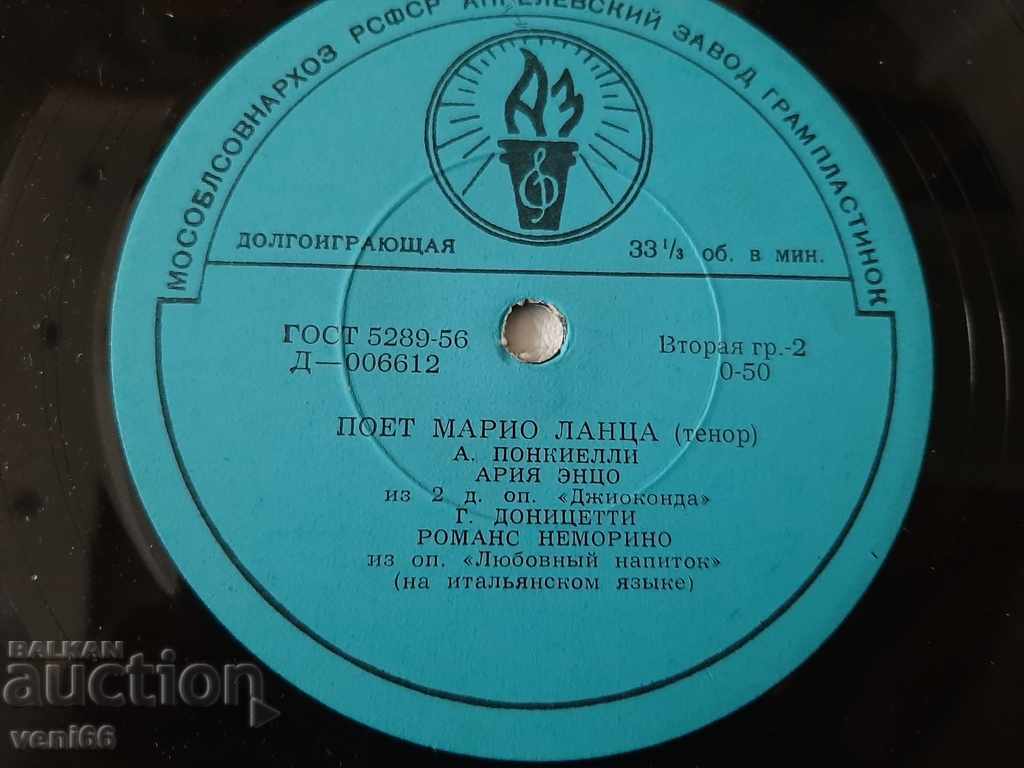 МОСОБЛСОВНАРХОЗ РСФСР АПРЕЛЕВСКИЙ ЗАВОД ГРАМПЛАСТИНОК
АЗ
ДОЛГОИГРАЮЩАЯ 33 1/3 об. в мин.
ГОСТ 5289-56 Вторая гр.-2
Д—006612 0-50
ПОЕТ МАРИО ЛАНЦА (тенор)
А. ПОНКИЕЛЛИ
АРИЯ ЭНЦО
из 2 д. оп. «Джиоконда»
Г. ДОНИЦЕТТИ
РОМАНС НЕМОРИНО
из оп. «Любовный напиток»
(на итальянском языке)
BALKAN
auction
veni66